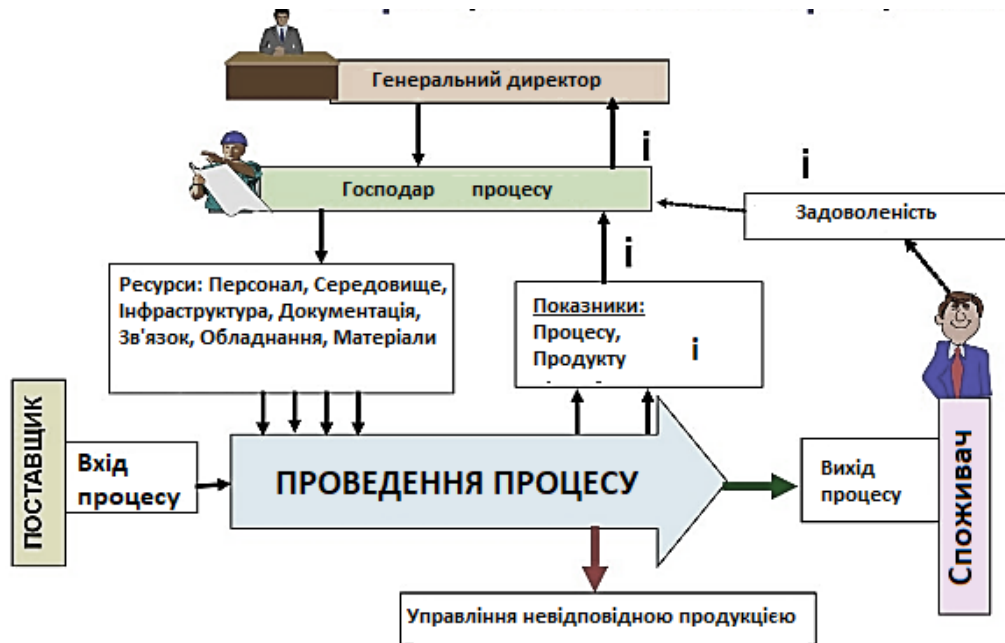 Генеральний директор
і
і
Господар процесу
Задоволеність
і
Ресурси: Персонал, Середовище,
Інфраструктура, Документація,
Зв'язок, Обладнання, Матеріали
Показники:
Процесу,
Продукту
і
ПОСТАВЩИК
Вхід
процесу
ПРОВЕДЕННЯ ПРОЦЕСУ
Вихід
процесу
Споживач
Управління невідповідною продукцією